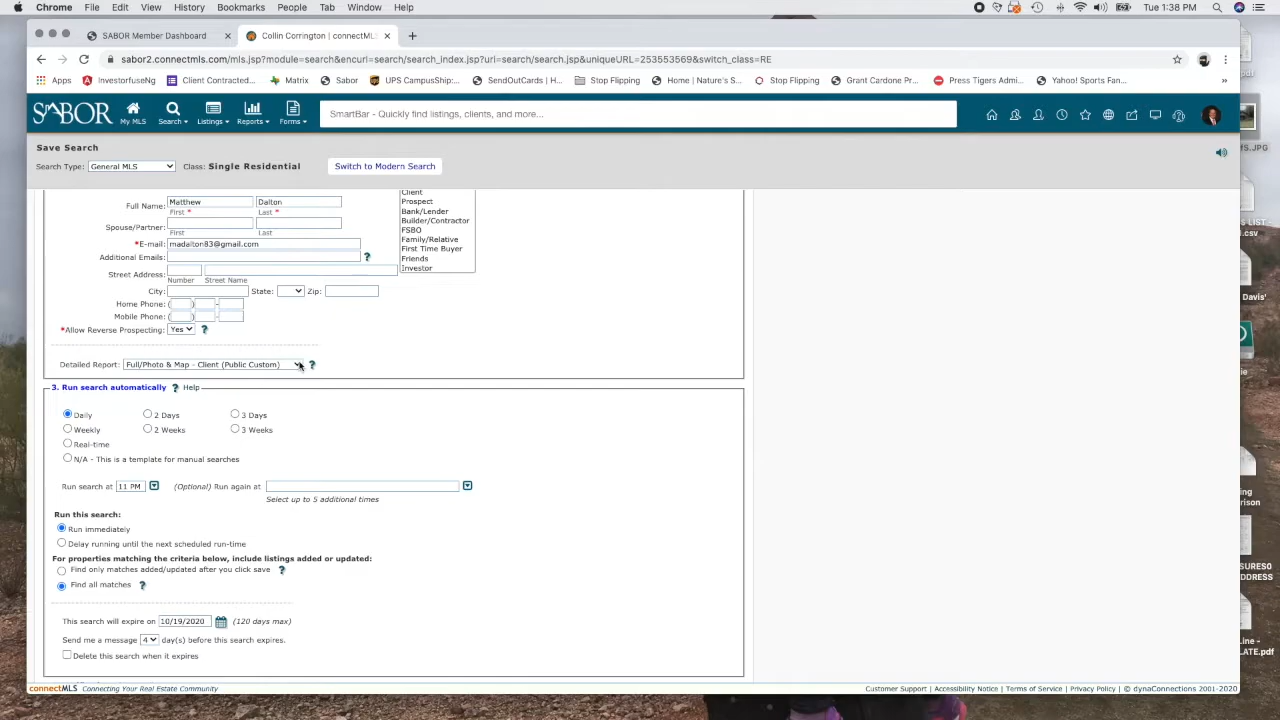 Chrome File Edit View History Bookmarks People Tab Window Help Tue 1:38 PM
SABOR Member Dashboard × Collin Corrington | connectML × +
sabor2.connectmls.com/mls.jsp?module=search&encurl=search/search_index.jsp?uri=search/search.jsp&uniqueURL=253553569&switch_class=RE
Apps InvestorfuseNg Client Contracted... Matrix Sabor UPS CampusShip:... SendOutCards | H... Stop Flipping Home | Nature's S... Stop Flipping Grant Cardone Pr... Press Tigers Admi... Yahoo! Sports Fan... »
SABOR My MLS Search Listings Reports Forms SmartBar - Quickly find listings, clients, and more...
Save Search
Search Type: General MLS Class: Single Residential Switch to Modern Search
Client
Full Name: Matthew Dalton Prospect
First * Last * Bank/Lender
Spouse/Partner: Builder/Contractor
First Last FSBO
*E-mail: madalton83@gmail.com Family/Relative
First Time Buyer
Additional Emails: ? Friends
Street Address: Investor
Number Street Name
City: State: Zip:
Home Phone: ( ) -
Mobile Phone: ( ) -
*Allow Reverse Prospecting: Yes ?
Detailed Report: Full/Photo & Map - Client (Public Custom) ?
3. Run search automatically ? Help
Daily 2 Days 3 Days
Weekly 2 Weeks 3 Weeks
Real-time
N/A - This is a template for manual searches
Run search at 11 PM (Optional) Run again at
Select up to 5 additional times
Run this search:
Run immediately
Delay running until the next scheduled run-time
For properties matching the criteria below, include listings added or updated:
Find only matches added/updated after you click save ?
Find all matches ?
This search will expire on 10/19/2020 (120 days max)
Send me a message 4 day(s) before this search expires.
Delete this search when it expires
connectMLS Connecting Your Real Estate Community Customer Support | Accessibility Notice | Terms of Service | Privacy Policy | © dynaConnections 2001-2020